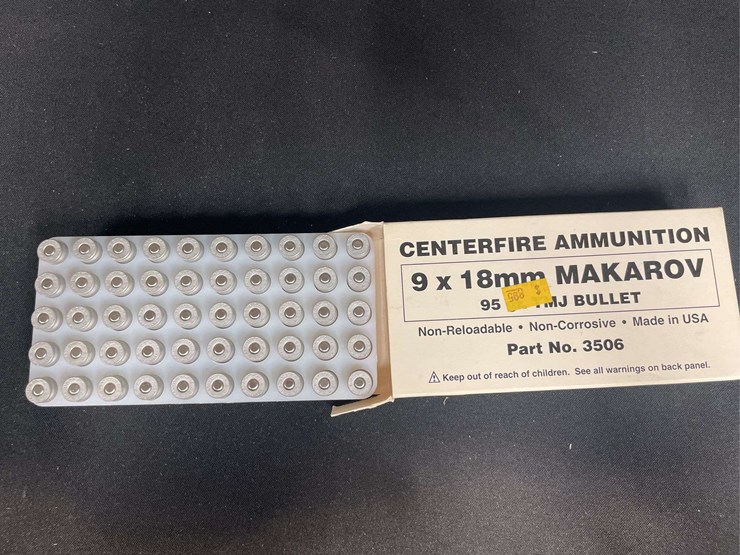 CENTERFIRE AMMUNITION
9 x 18mm MAKAROV
95 MJ BULLET
Non-Reloadable • Non-Corrosive • Made in USA
Part No. 3506
⚠ Keep out of reach of children. See all warnings on back panel.